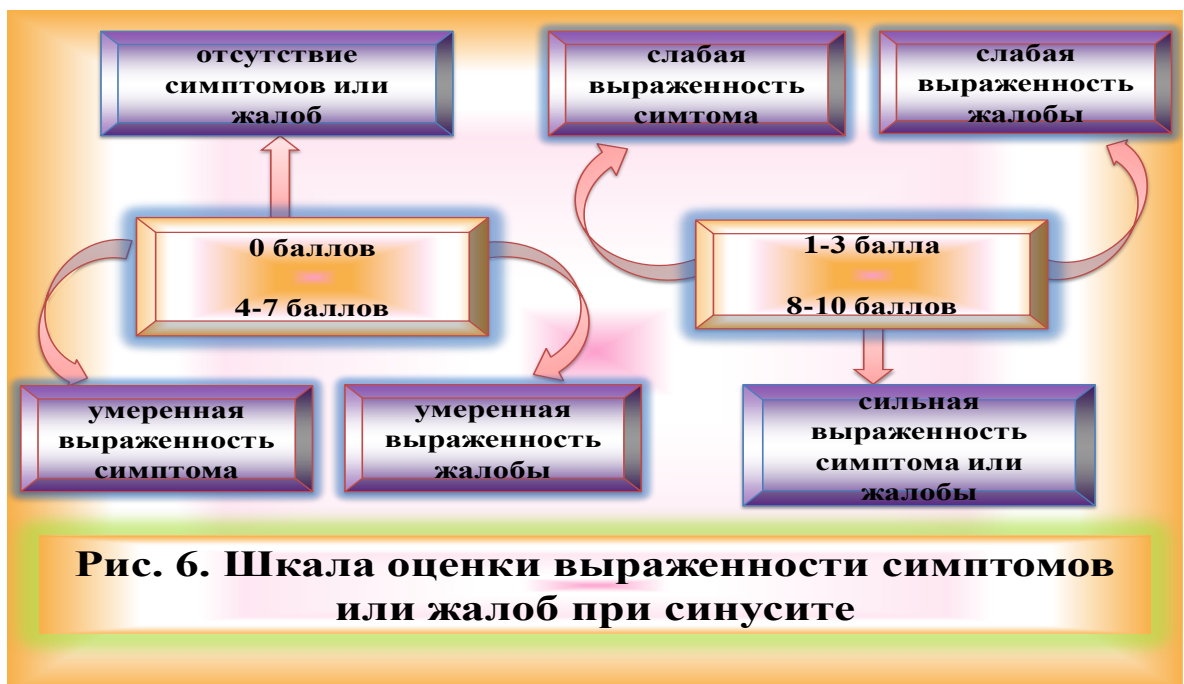 отсутствие
симптомов или
жалоб
слабая
выраженность
симтома
слабая
выраженность
жалобы
0 баллов
4-7 баллов
1-3 балла
8-10 баллов
умеренная
выраженность
симптома
умеренная
выраженность
жалобы
сильная
выраженность
симптома или
жалобы
Рис. 6. Шкала оценки выраженности симптомов
или жалоб при синусите